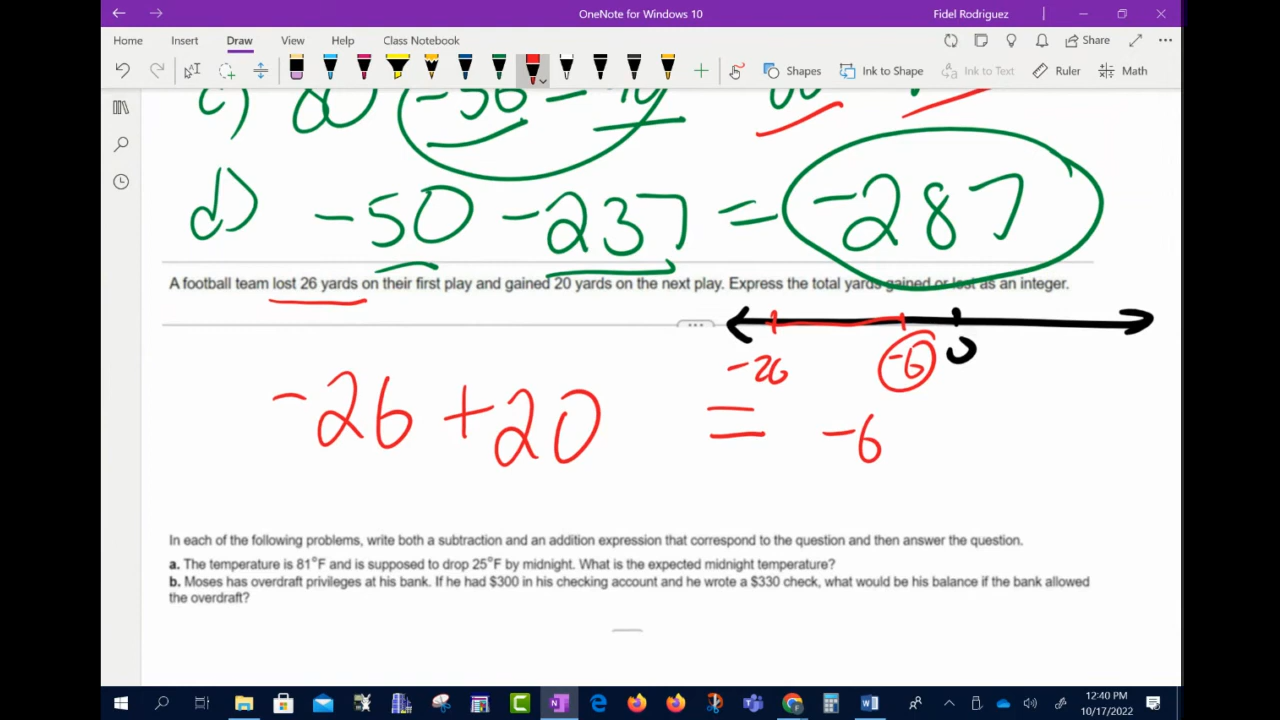 OneNote for Windows 10
Fidel Rodriguez
Home Insert Draw View Help Class Notebook
Share
Shapes Ink to Shape Ink to Text Ruler Math
c)
d) -50 -237 = -287
A football team lost 26 yards on their first play and gained 20 yards on the next play. Express the total yards gained or lost as an integer.
-26 -6 0
-26 +20 = -6
In each of the following problems, write both a subtraction and an addition expression that correspond to the question and then answer the question.
a. The temperature is 81°F and is supposed to drop 25°F by midnight. What is the expected midnight temperature?
b. Moses has overdraft privileges at his bank. If he had $300 in his checking account and he wrote a $330 check, what would be his balance if the bank allowed
the overdraft?
12:40 PM
10/17/2022